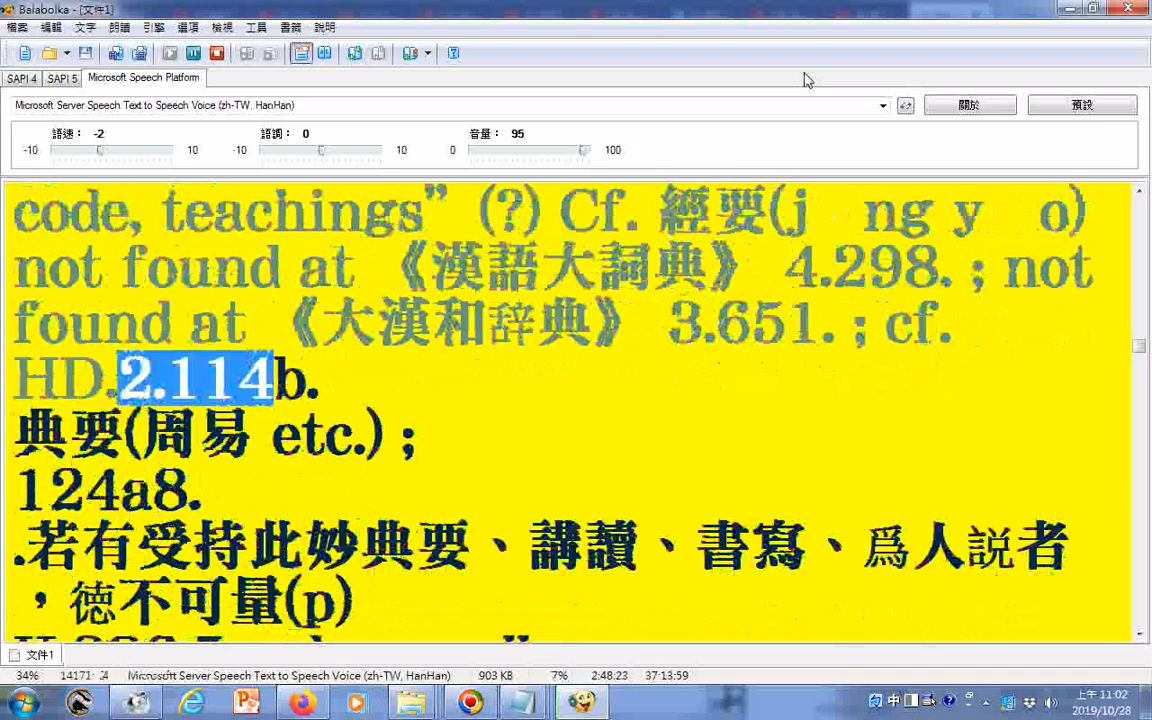 Balabolka - [文件1]
檔案 編輯 文字 朗讀 引擎 選項 檢視 工具 書籤 說明
SAPI 4 SAPI 5 Microsoft Speech Platform
Microsoft Server Speech Text to Speech Voice (zh-TW, HanHan) 關於 預設
語速： -2 語調： 0 音量： 95
-10 10 -10 10 0 100
code, teachings” (?) Cf. 經要(j ng y o)
not found at 《漢語大詞典》 4.298. ; not
found at 《大漢和辞典》 3.651. ; cf.
HD.2.114b.
典要(周易 etc.) ;
124a8.
.若有受持此妙典要、講讀、書寫、爲人説者
，徳不可量(p)
文件1
34% Microsoft Server Speech Text to Speech Voice (zh-TW, HanHan) 903 KB 7% 2:48:23 37:13:59
中 上午 11:02
2019/10/28